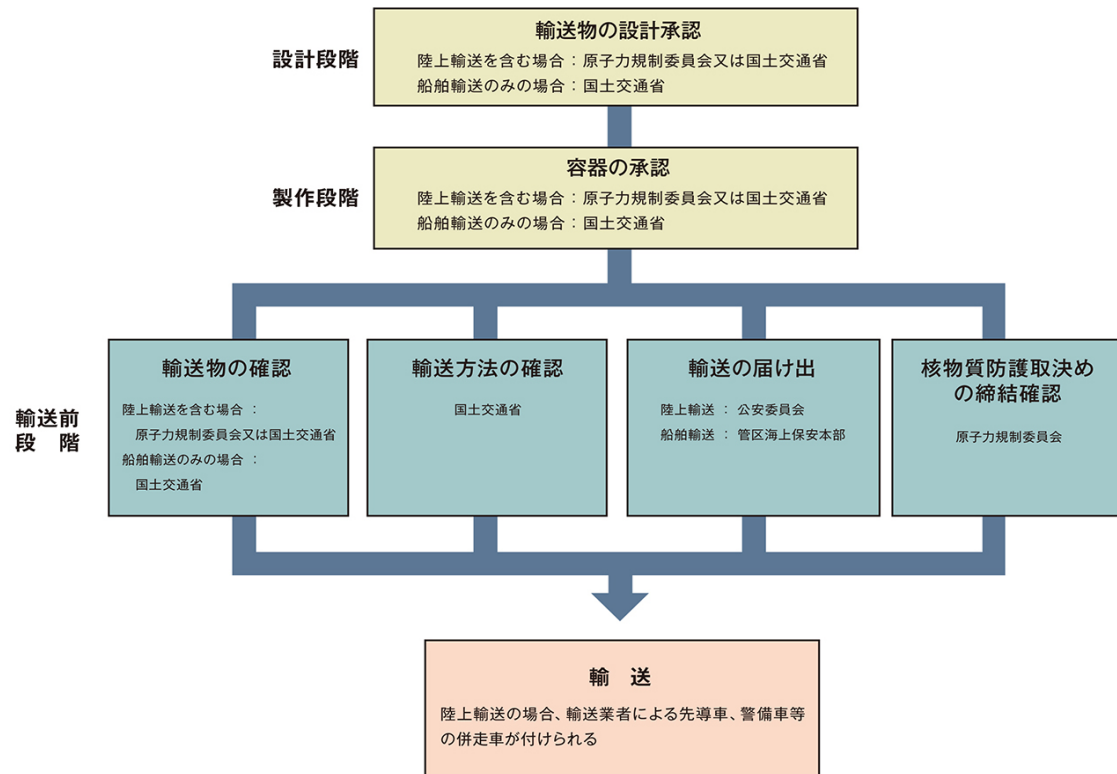 設計段階
輸送物の設計承認
陸上輸送を含む場合：原子力規制委員会又は国土交通省
船舶輸送のみの場合：国土交通省
製作段階
容器の承認
陸上輸送を含む場合：原子力規制委員会又は国土交通省
船舶輸送のみの場合：国土交通省
輸送前
段　階
輸送物の確認
陸上輸送を含む場合：
原子力規制委員会又は国土交通省
船舶輸送のみの場合：
国土交通省
輸送方法の確認
国土交通省
輸送の届け出
陸上輸送：公安委員会
船舶輸送：管区海上保安本部
核物質防護取決め
の締結確認
原子力規制委員会
輸　送
陸上輸送の場合、輸送業者による先導車、警備車等
の併走車が付けられる